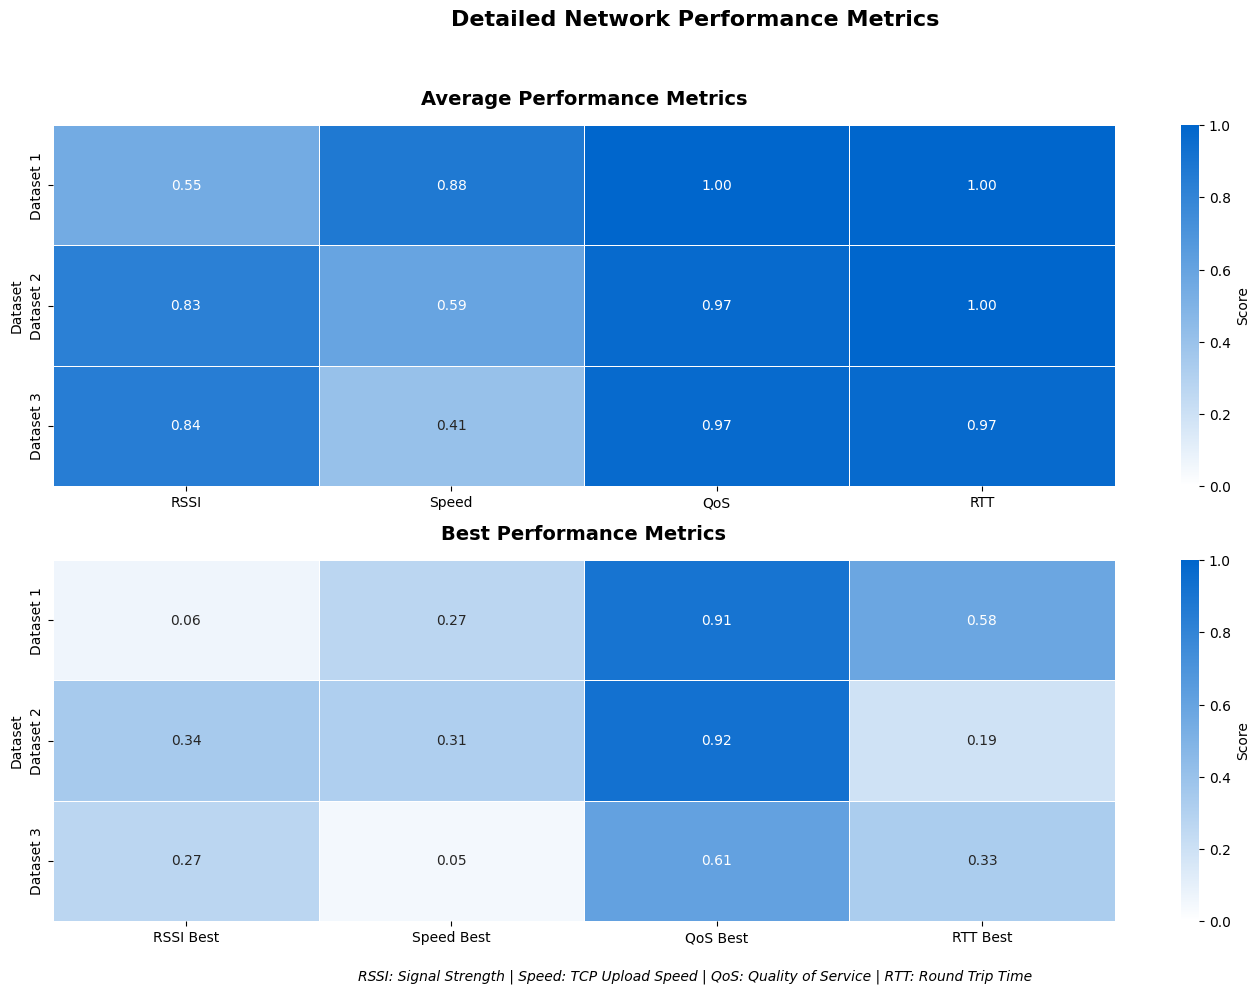 Detailed Network Performance Metrics
Average Performance Metrics
Dataset
Dataset 1
0.55 0.88 1.00 1.00
Dataset 2
0.83 0.59 0.97 1.00
Dataset 3
0.84 0.41 0.97 0.97
RSSI Speed QoS RTT
1.0
0.8
0.6
0.4
0.2
0.0
Score
Best Performance Metrics
Dataset
Dataset 1
0.06 0.27 0.91 0.58
Dataset 2
0.34 0.31 0.92 0.19
Dataset 3
0.27 0.05 0.61 0.33
RSSI Best Speed Best QoS Best RTT Best
1.0
0.8
0.6
0.4
0.2
0.0
Score
RSSI: Signal Strength | Speed: TCP Upload Speed | QoS: Quality of Service | RTT: Round Trip Time